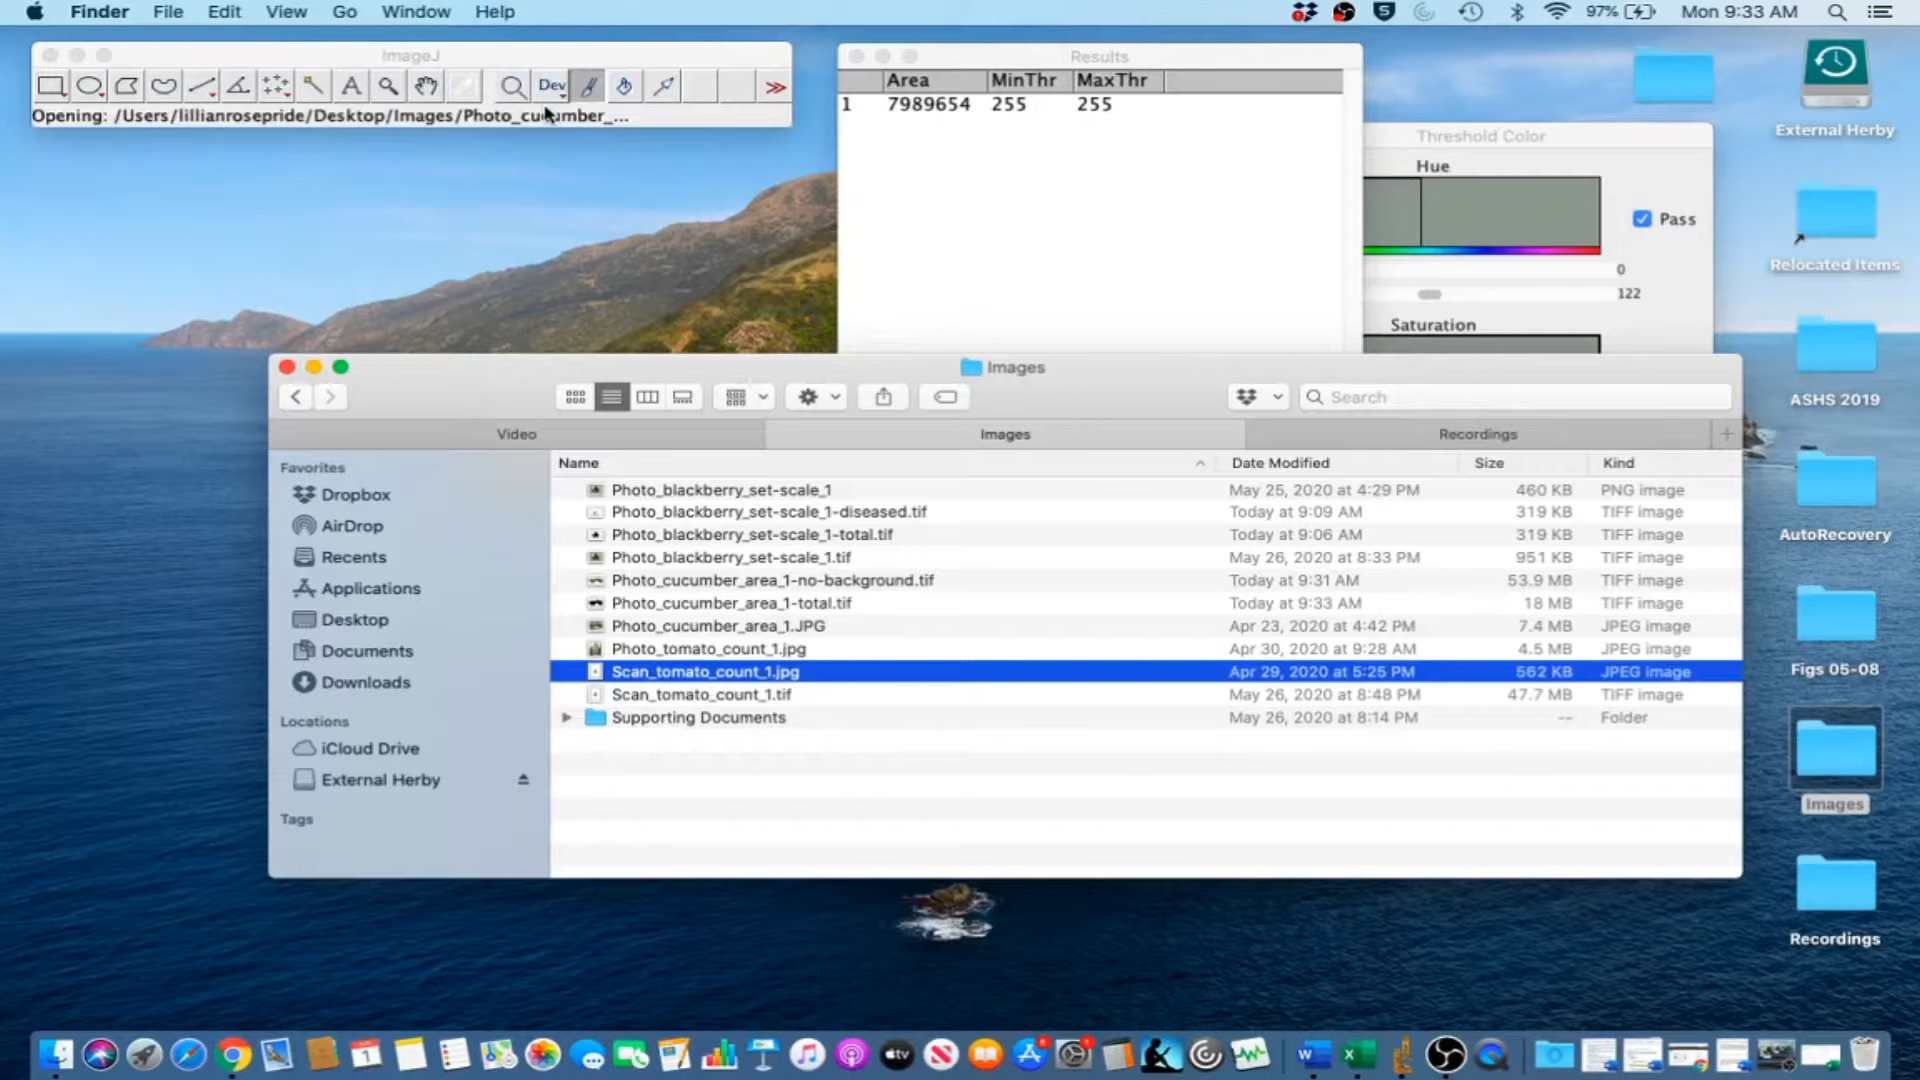 Finder File Edit View Go Window Help 97% Mon 9:33 AM
ImageJ
A Dev
Opening: /Users/lillianrosepride/Desktop/Images/Photo_cucumber_...
Results
Area MinThr MaxThr
1 7989654 255 255
Threshold Color
Hue
Pass
0
122
Saturation
External Herby
Relocated Items
ASHS 2019
AutoRecovery
Figs 05-08
Images
Recordings
Images
Search
Video Images Recordings
Favorites
Dropbox
AirDrop
Recents
Applications
Desktop
Documents
Downloads
Locations
iCloud Drive
External Herby
Tags
Name Date Modified Size Kind
Photo_blackberry_set-scale_1 May 25, 2020 at 4:29 PM 460 KB PNG image
Photo_blackberry_set-scale_1-diseased.tif Today at 9:09 AM 319 KB TIFF image
Photo_blackberry_set-scale_1-total.tif Today at 9:06 AM 319 KB TIFF image
Photo_blackberry_set-scale_1.tif May 26, 2020 at 8:33 PM 951 KB TIFF image
Photo_cucumber_area_1-no-background.tif Today at 9:31 AM 53.9 MB TIFF image
Photo_cucumber_area_1-total.tif Today at 9:33 AM 18 MB TIFF image
Photo_cucumber_area_1.JPG Apr 23, 2020 at 4:42 PM 7.4 MB JPEG image
Photo_tomato_count_1.jpg Apr 30, 2020 at 9:28 AM 4.5 MB JPEG image
Scan_tomato_count_1.jpg Apr 29, 2020 at 5:25 PM 562 KB JPEG image
Scan_tomato_count_1.tif May 26, 2020 at 8:48 PM 47.7 MB TIFF image
Supporting Documents May 26, 2020 at 8:14 PM -- Folder